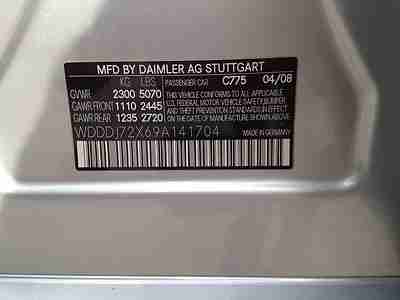 MFD BY DAIMLER AG STUTTGART
KG LBS PASSENGER CAR C775 04/08
GVWR 2300 5070
GAWR FRONT 1110 2445
GAWR REAR 1235 2720
THIS VEHICLE CONFORMS TO ALL APPLICABLE
U.S. FEDERAL MOTOR VEHICLE SAFETY, BUMPER
AND THEFT PREVENTION STANDARDS IN EFFECT
ON THE DATE OF MANUFACTURE SHOWN ABOVE
WDDDJ72X69A141704
MADE IN GERMANY